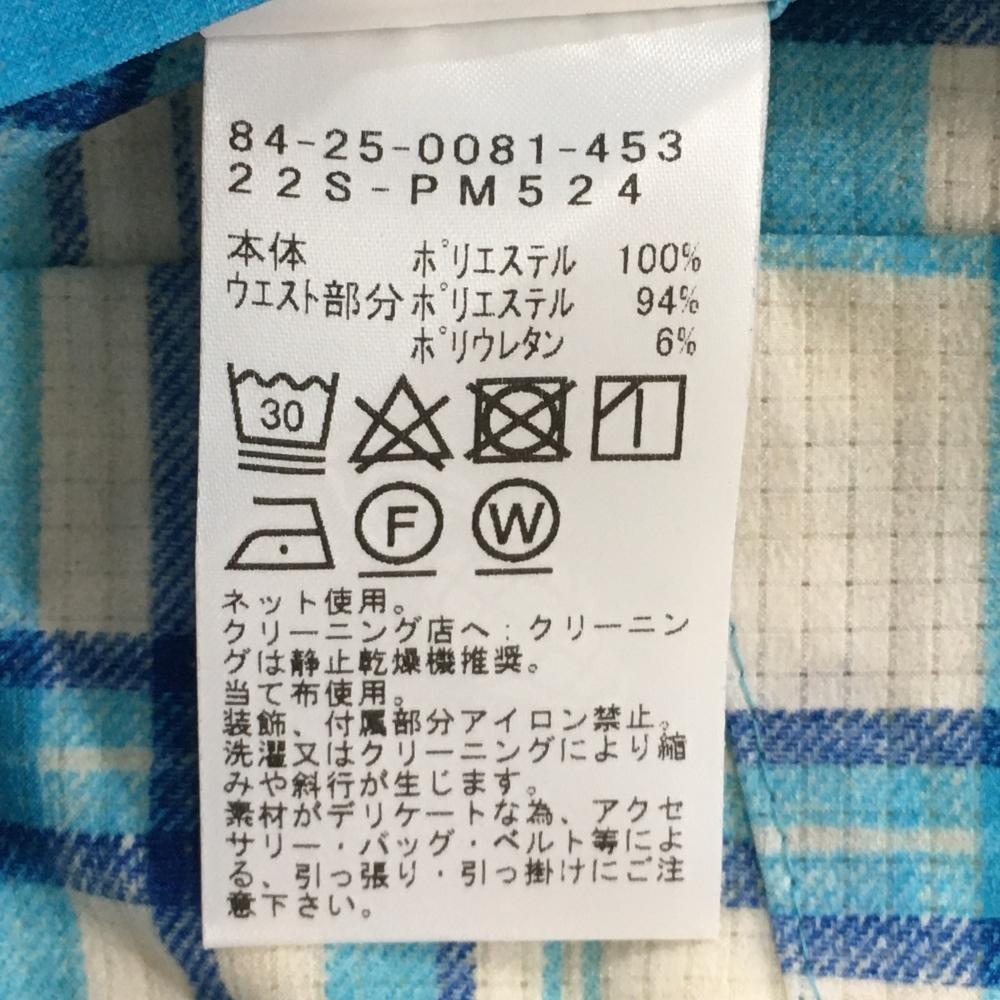 84-25-0081-453
22S-PM524
本体 ポリエステル 100%
ウエスト部分 ポリエステル 94%
ポリウレタン 6%
30
F W
ネット使用。
クリーニング店へ:クリーニン
グは静止乾燥機推奨。
当て布使用。
装飾、付属部分アイロン禁止。
洗濯又はクリーニングにより縮
みや斜行が生じます。
素材がデリケートな為、アクセ
サリー・バッグ・ベルト等によ
る、引っ張り・引っ掛けにご注
意下さい。